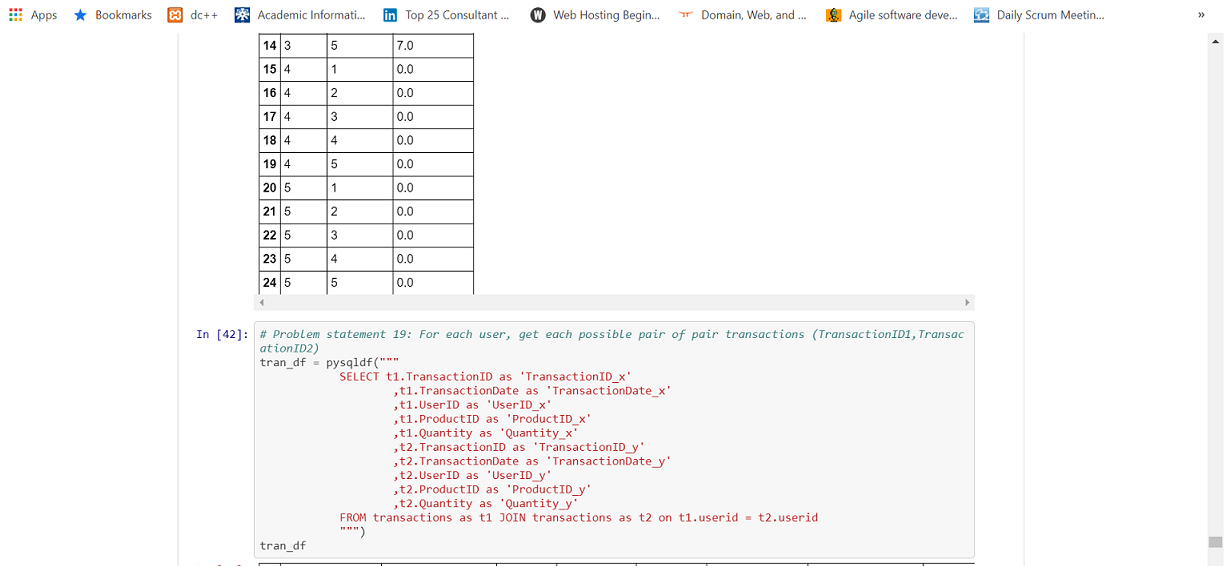 Apps Bookmarks dc++ Academic Informati... Top 25 Consultant ... Web Hosting Begin... Domain, Web, and ... Agile software deve... Daily Scrum Meetin... »
14 3 5 7.0
15 4 1 0.0
16 4 2 0.0
17 4 3 0.0
18 4 4 0.0
19 4 5 0.0
20 5 1 0.0
21 5 2 0.0
22 5 3 0.0
23 5 4 0.0
24 5 5 0.0
In [42]: # Problem statement 19: For each user, get each possible pair of pair transactions (TransactionID1,Transac
ationID2)
tran_df = pysqldf("""
SELECT t1.TransactionID as 'TransactionID_x'
,t1.TransactionDate as 'TransactionDate_x'
,t1.UserID as 'UserID_x'
,t1.ProductID as 'ProductID_x'
,t1.Quantity as 'Quantity_x'
,t2.TransactionID as 'TransactionID_y'
,t2.TransactionDate as 'TransactionDate_y'
,t2.UserID as 'UserID_y'
,t2.ProductID as 'ProductID_y'
,t2.Quantity as 'Quantity_y'
FROM transactions as t1 JOIN transactions as t2 on t1.userid = t2.userid
""")
tran_df